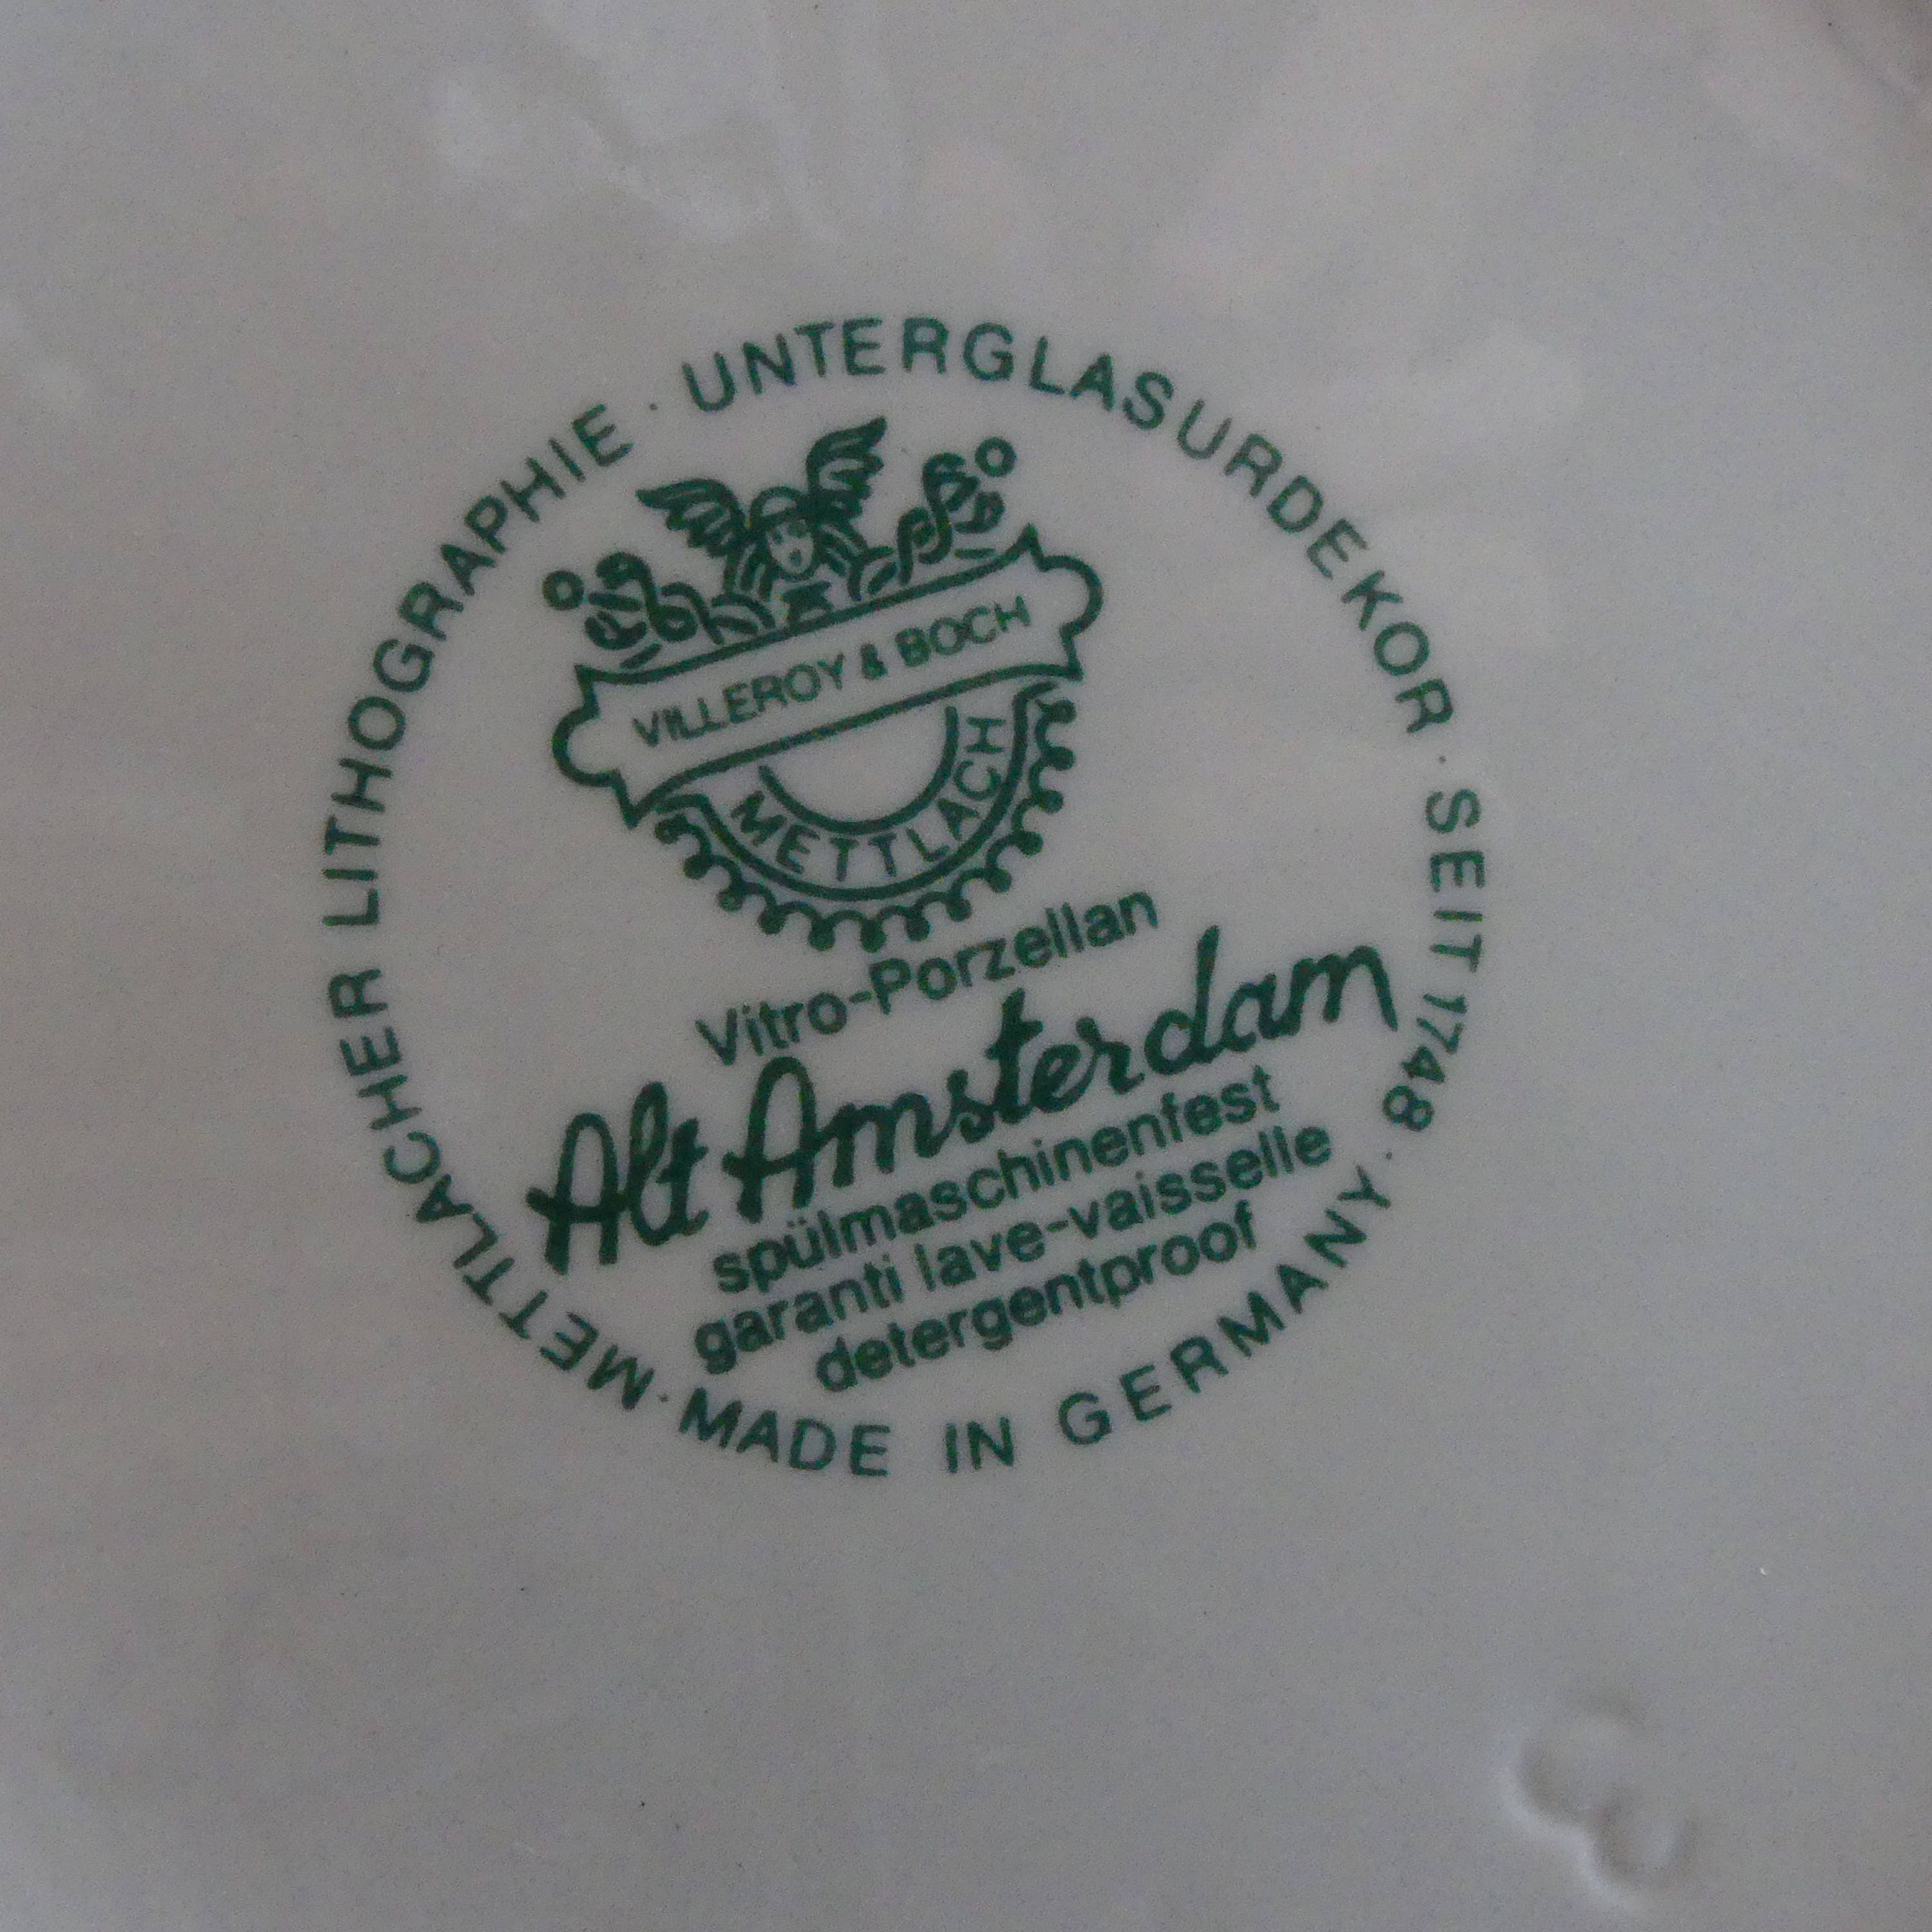 METTLACHER LITHOGRAPHIE · UNTERGLASURDEKOR · SEIT 1748 ·
VILLEROY & BOCH
METTLACH
Vitro-Porzellan
Alt Amsterdam
spülmaschinenfest
garanti lave-vaisselle
detergentproof
· MADE IN GERMANY ·